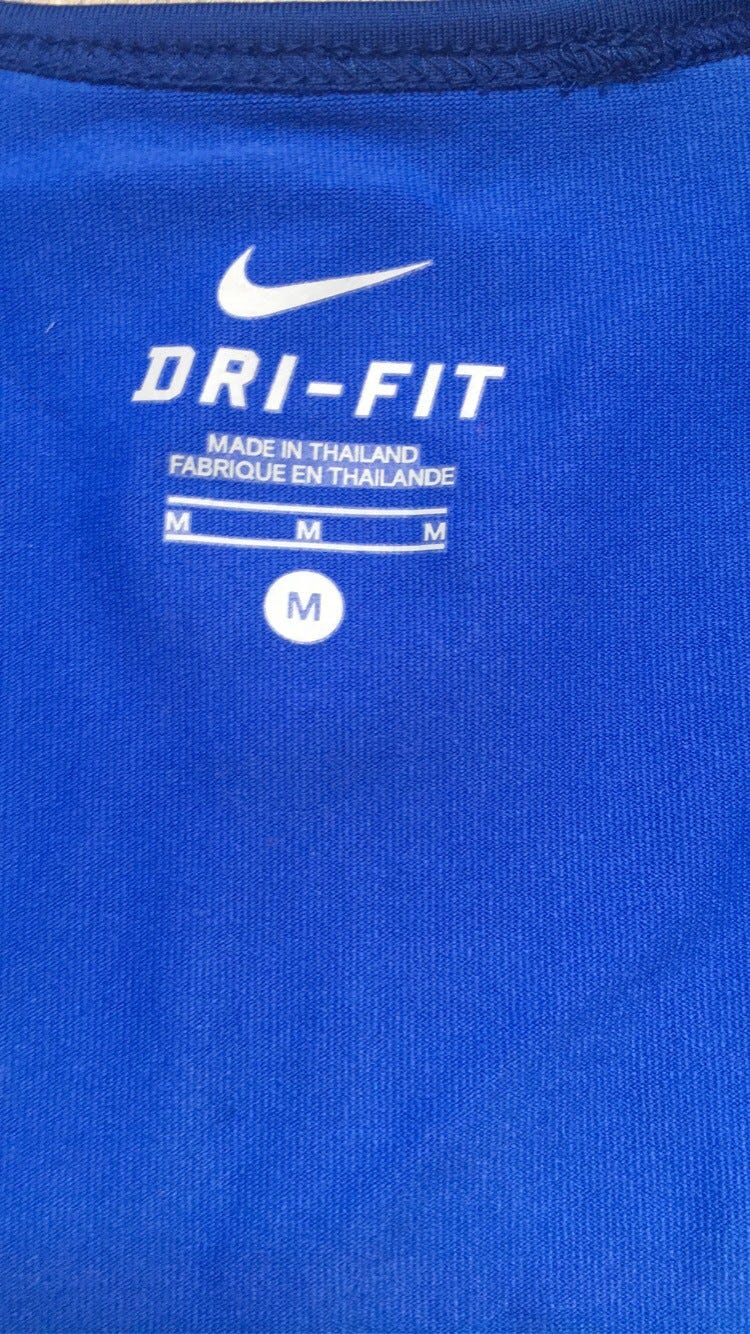 DRI-FIT
MADE IN THAILAND
FABRIQUE EN THAILANDE
M M M
M